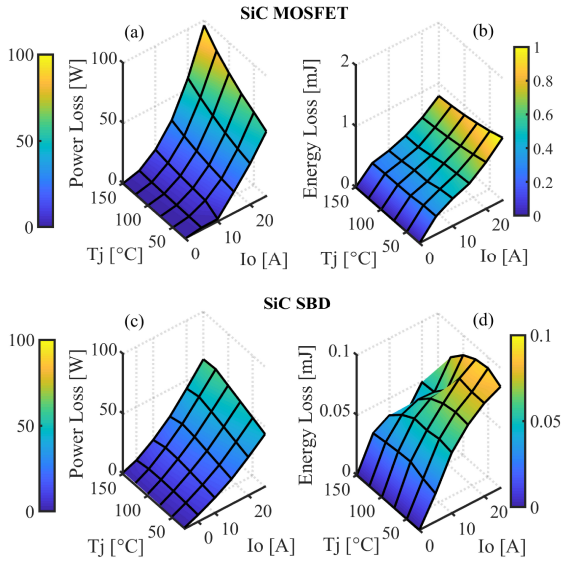 SiC MOSFET
(a)
(b)
100
50
0
Power Loss [W]
100
50
0
150
100
50
Tj [°C]
0
10
20
Io [A]
Energy Loss [mJ]
2
1
0
150
100
50
Tj [°C]
0
10
20
Io [A]
1
0.8
0.6
0.4
0.2
0
SiC SBD
(c)
(d)
100
50
0
Power Loss [W]
100
50
0
150
100
50
Tj [°C]
0
10
20
Io [A]
Energy Loss [mJ]
0.1
0.05
0
150
100
50
Tj [°C]
0
10
20
Io [A]
0.1
0.05
0